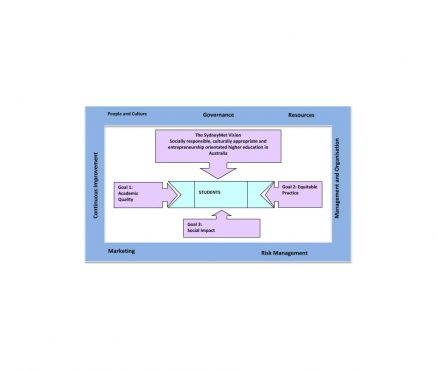 People and Culture
Governance
Resources
The SydneyMet Vision
Socially responsible, culturally appropriate and
entrepreneurship orientated higher education in
Australia
Continuous Improvement
Management and Organisation
Goal 1:
Academic
Quality
STUDENTS
Goal 2: Equitable
Practice
Goal 3:
Social Impact
Marketing
Risk Management